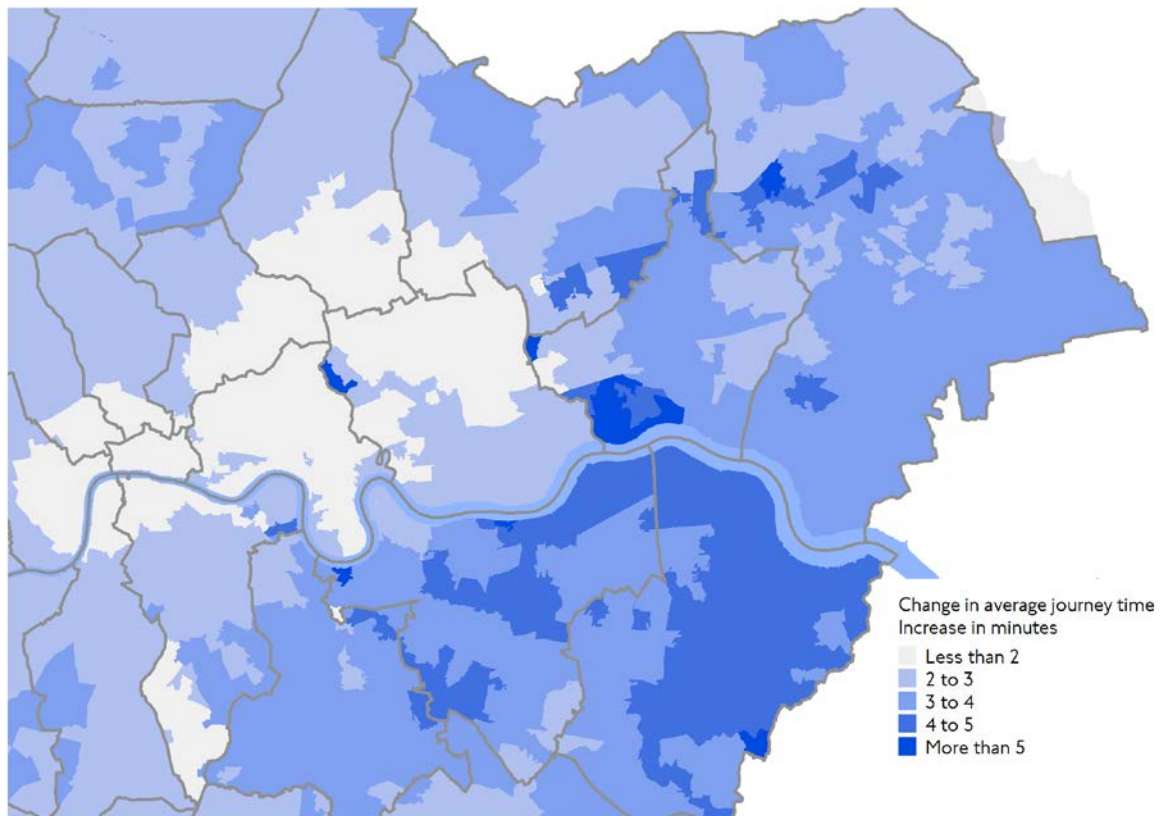 Change in average journey time
Increase in minutes
Less than 2
2 to 3
3 to 4
4 to 5
More than 5